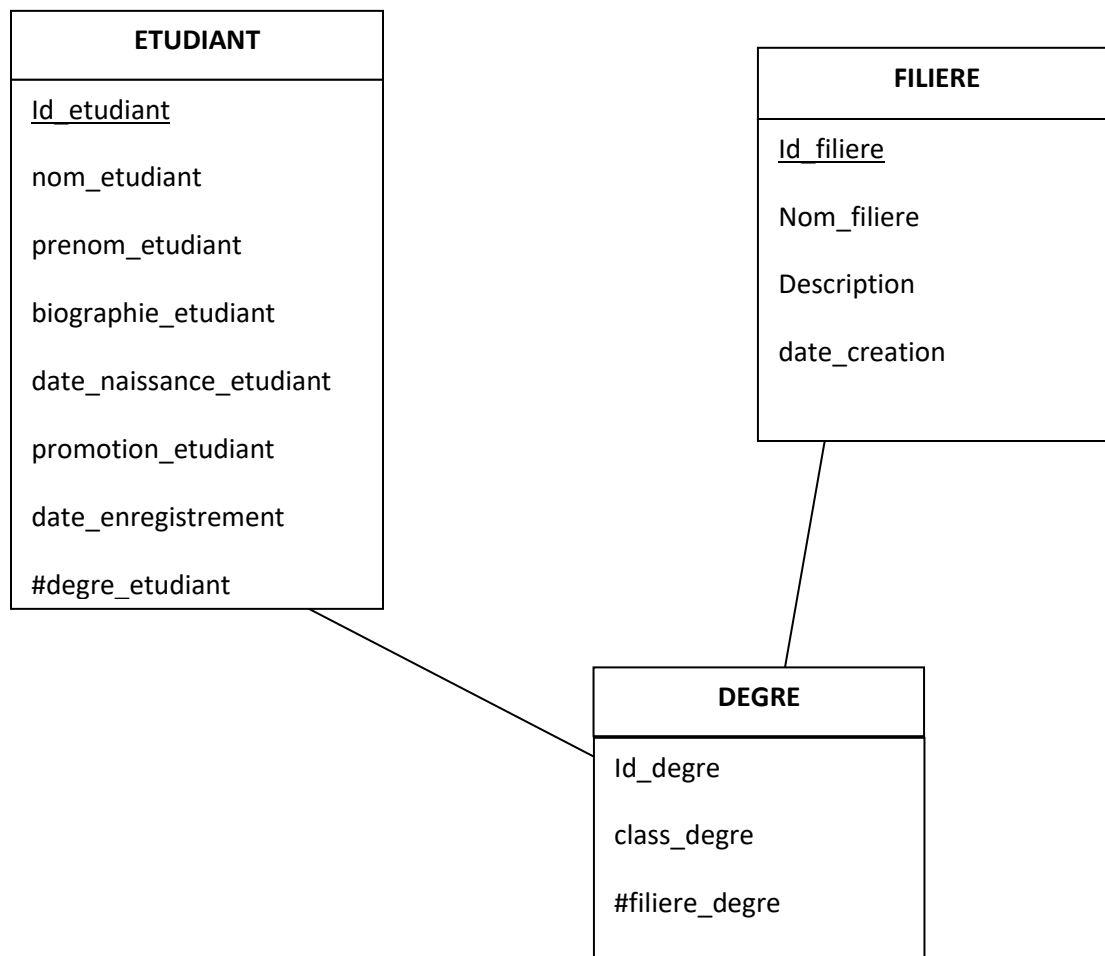 ETUDIANT
Id_etudiant
nom_etudiant
prenom_etudiant
biographie_etudiant
date_naissance_etudiant
promotion_etudiant
date_enregistrement
#degre_etudiant
FILIERE
Id_filiere
Nom_filiere
Description
date_creation
DEGRE
Id_degre
class_degre
#filiere_degre